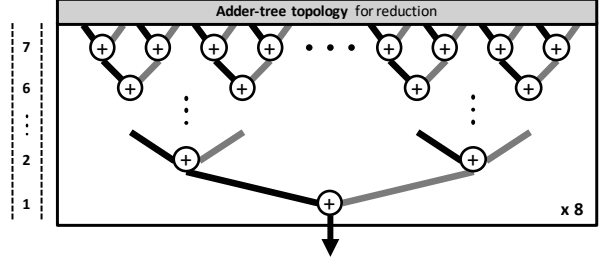 Adder-tree topology for reduction
7
+ + + + • • • + + + +
6
+ + + +
⋮
2
+ +
1
+
x 8